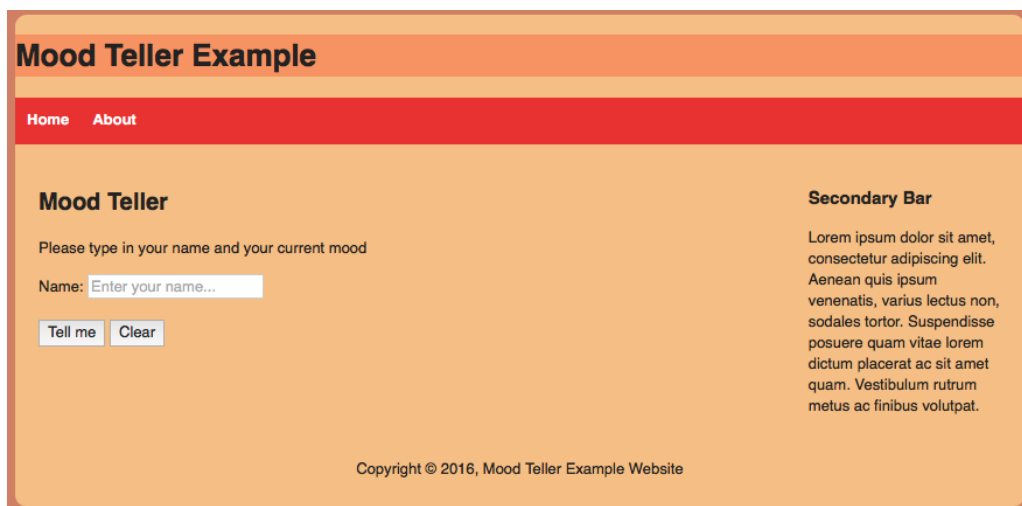 Mood Teller Example
Home About
Mood Teller
Please type in your name and your current mood
Name: Enter your name...
Tell me Clear
Secondary Bar
Lorem ipsum dolor sit amet,
consectetur adipiscing elit.
Aenean quis ipsum
venenatis, varius lectus non,
sodales tortor. Suspendisse
posuere quam vitae lorem
dictum placerat ac sit amet
quam. Vestibulum rutrum
metus ac finibus volutpat.
Copyright © 2016, Mood Teller Example Website